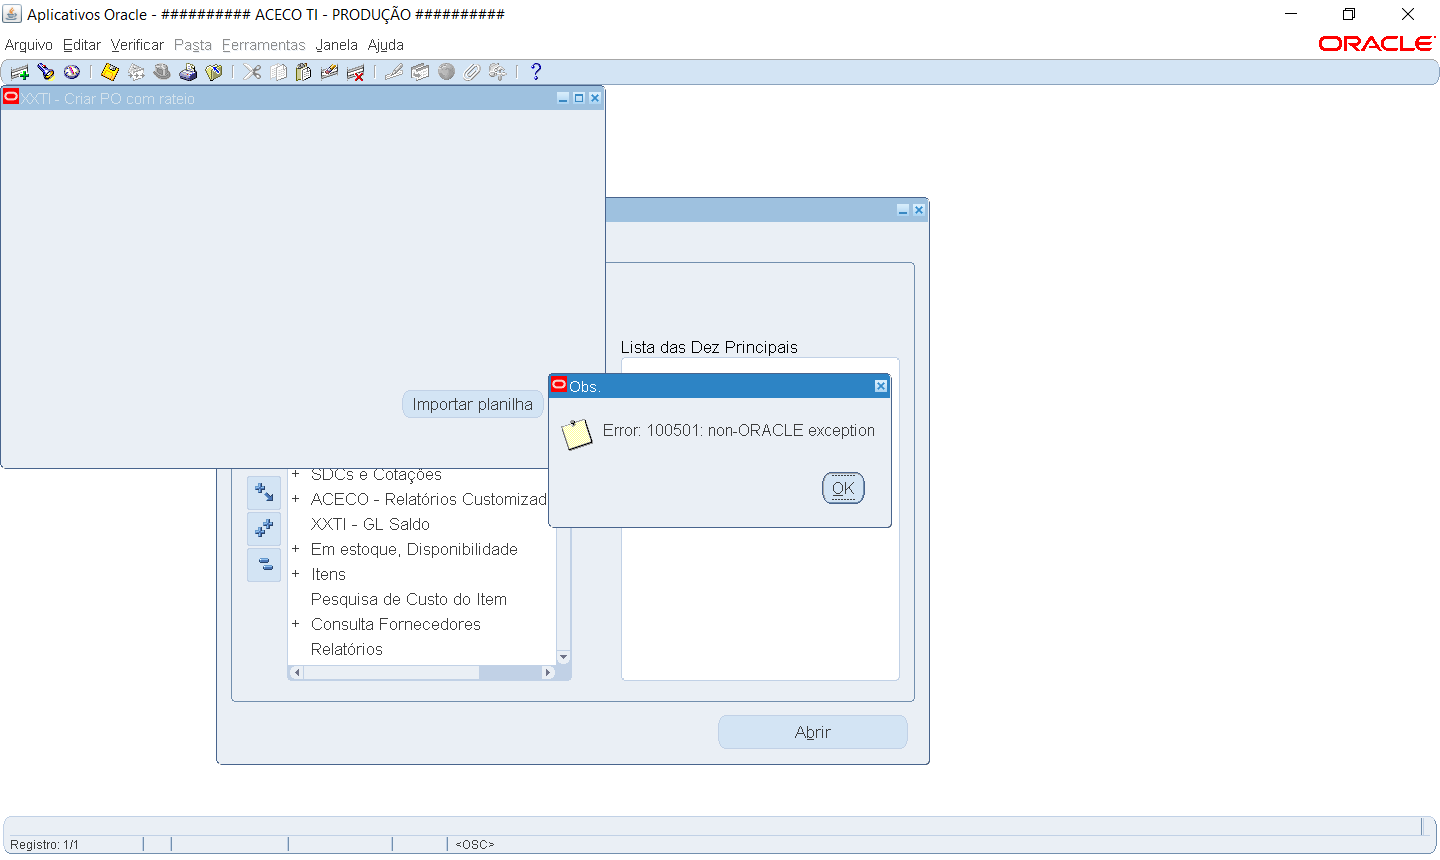 Aplicativos Oracle - ########## ACECO TI - PRODUÇÃO ##########
Arquivo Editar Verificar Pasta Ferramentas Janela Ajuda
ORACLE
XXTI - Criar PO com rateio
Importar planilha
Lista das Dez Principais
Obs.
Error: 100501: non-ORACLE exception
OK
+ SDCs e Cotações
+ ACECO - Relatórios Customizad
XXTI - GL Saldo
+ Em estoque, Disponibilidade
+ Itens
Pesquisa de Custo do Item
+ Consulta Fornecedores
Relatórios
Abrir
Registro: 1/1 <OSC>